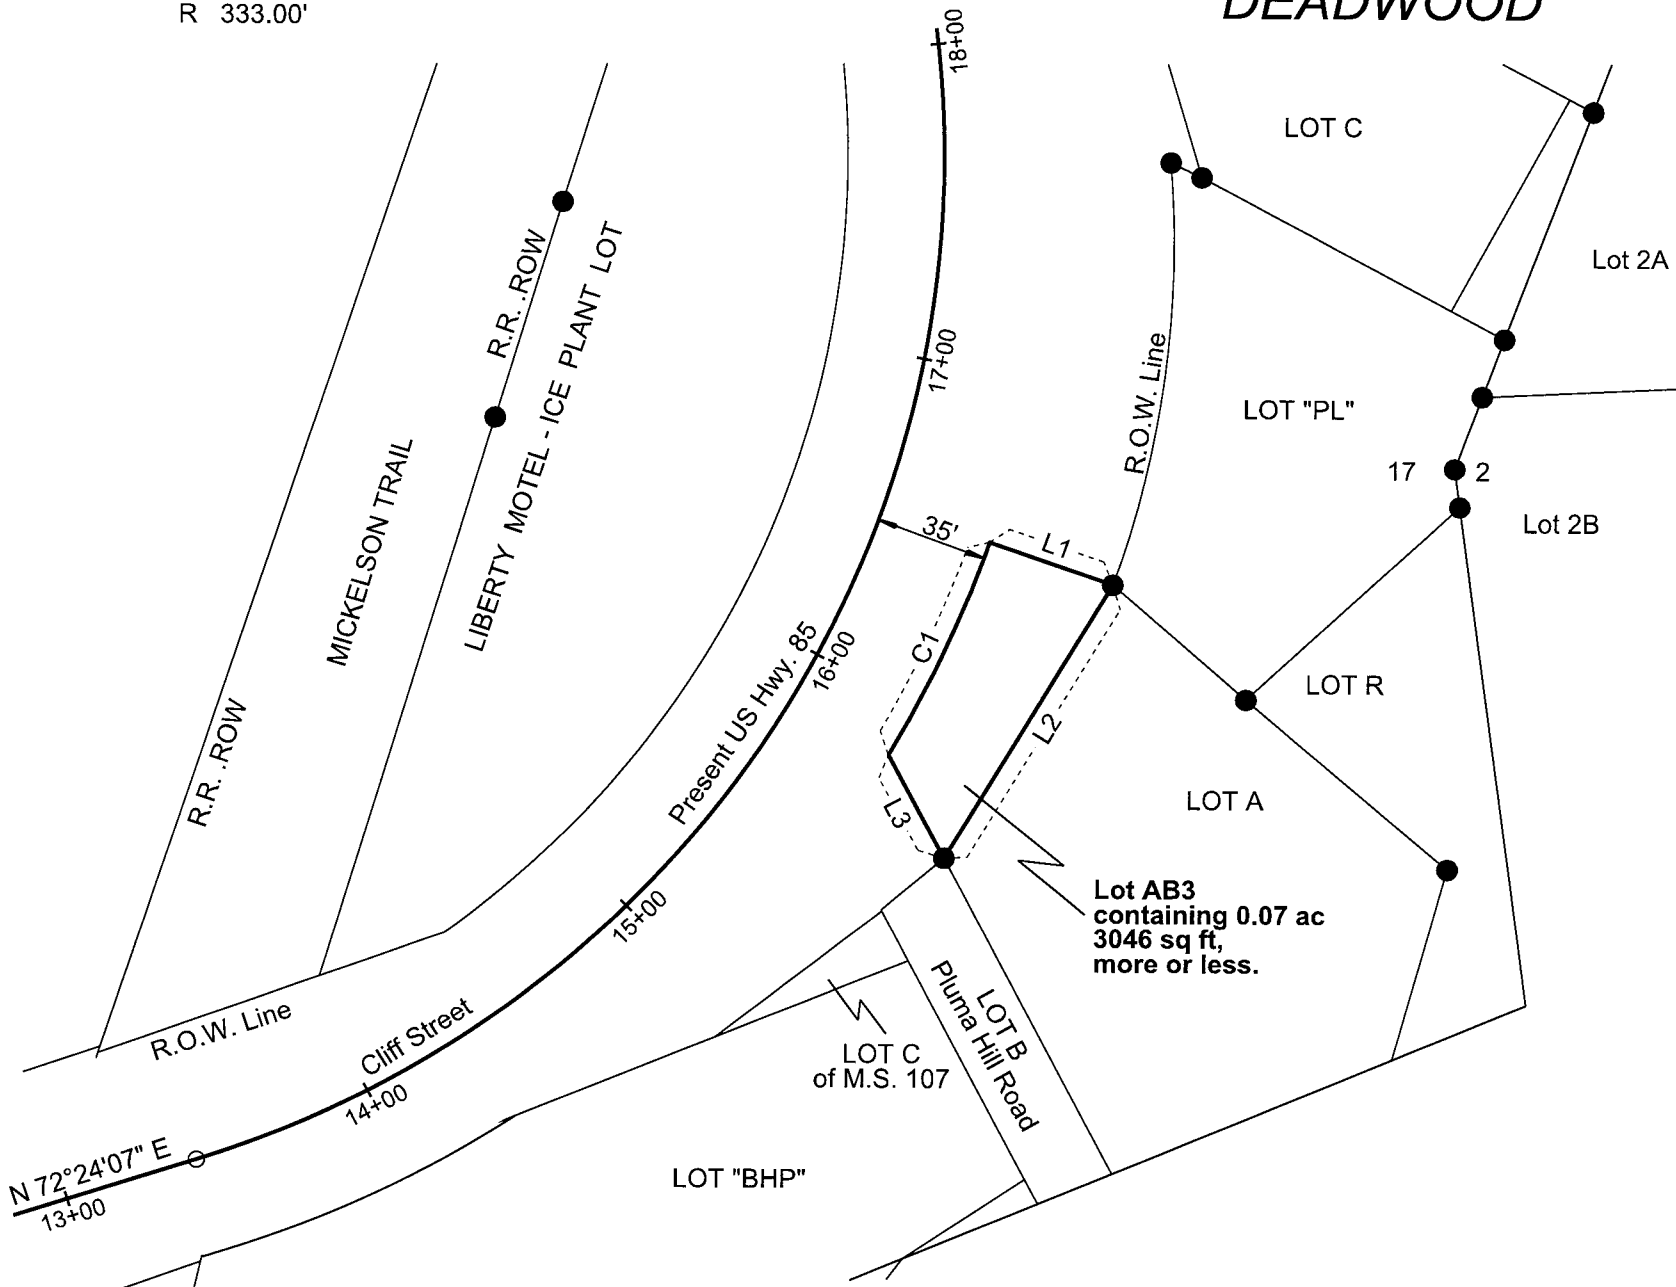 R 333.00'
DEADWOOD
18+00
LOT C
Lot 2A
R.R. .ROW
LIBERTY MOTEL - ICE PLANT LOT
17+00
R.O.W. Line
LOT "PL"
17
2
Lot 2B
MICKELSON TRAIL
35'
L1
C1
L2
L3
Present US Hwy. 85
16+00
LOT R
R.R. .ROW
LOT A
Lot AB3
containing 0.07 ac
3046 sq ft,
more or less.
15+00
R.O.W. Line
Cliff Street
LOT B
Pluma Hill Road
LOT C
of M.S. 107
14+00
N 72°24'07" E
13+00
LOT "BHP"